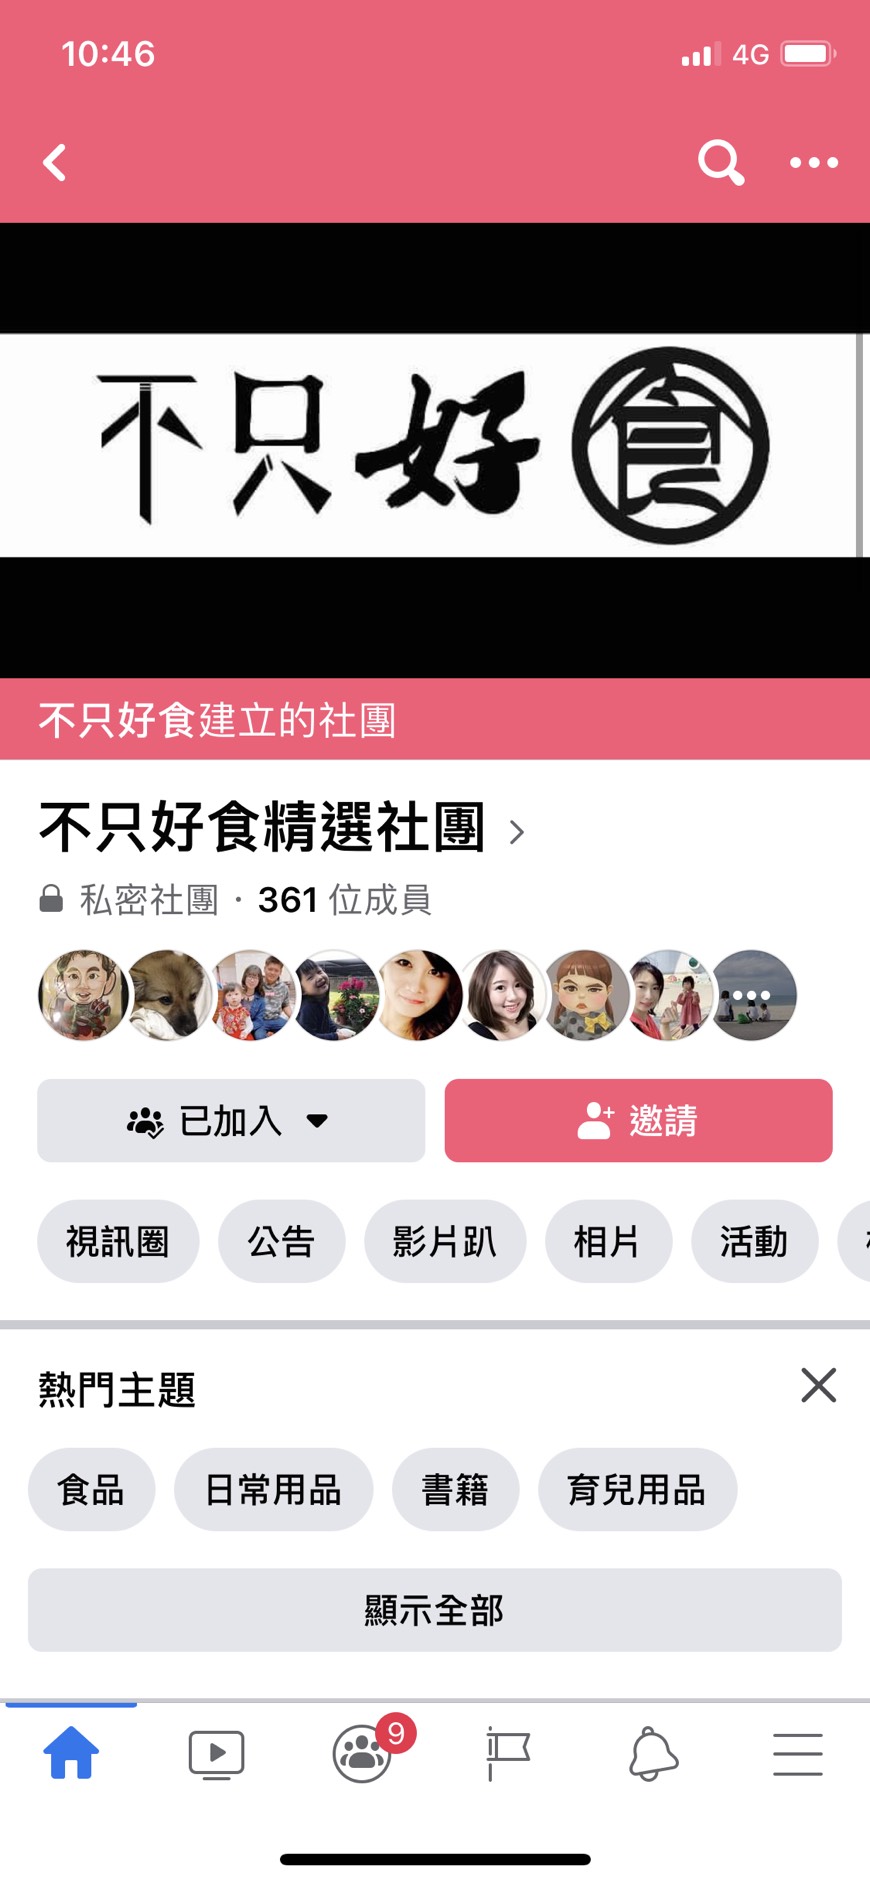 10:46
4G
不只好食
不只好食建立的社團
不只好食精選社團
私密社團 · 361 位成員
已加入
邀請
視訊圈
公告
影片趴
相片
活動
熱門主題
食品
日常用品
書籍
育兒用品
顯示全部
9